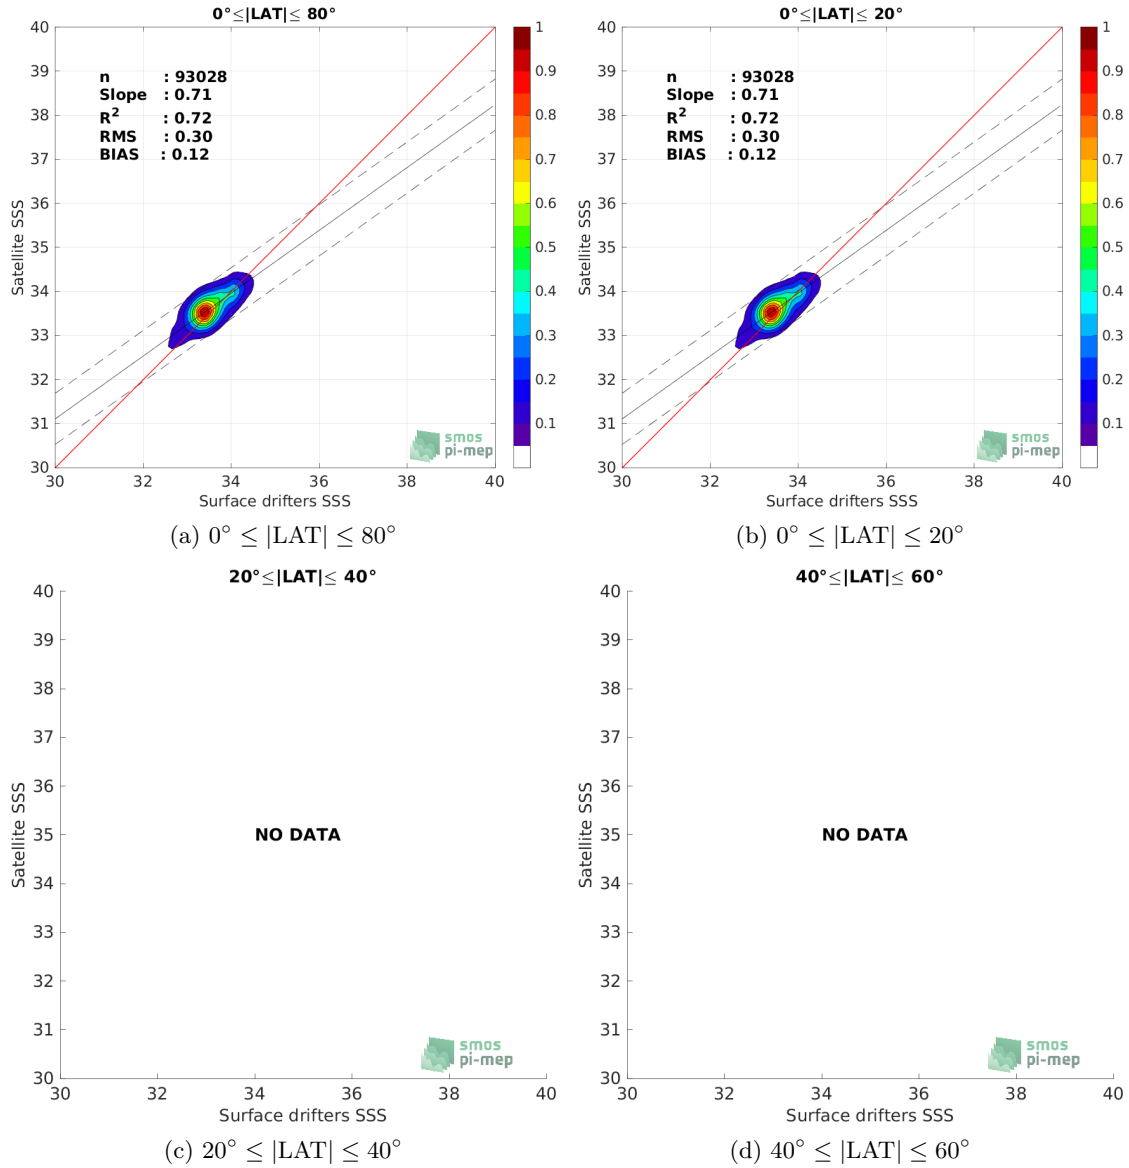 0°≤|LAT|≤ 80°
40
39
38
37
36
35
34
33
32
31
30
Satellite SSS
n : 93028
Slope : 0.71
R² : 0.72
RMS : 0.30
BIAS : 0.12
smos
pi-mep
30 32 34 36 38 40
Surface drifters SSS
1
0.9
0.8
0.7
0.6
0.5
0.4
0.3
0.2
0.1
(a) 0° ≤ |LAT| ≤ 80°
0°≤|LAT|≤ 20°
40
39
38
37
36
35
34
33
32
31
30
Satellite SSS
n : 93028
Slope : 0.71
R² : 0.72
RMS : 0.30
BIAS : 0.12
smos
pi-mep
30 32 34 36 38 40
Surface drifters SSS
1
0.9
0.8
0.7
0.6
0.5
0.4
0.3
0.2
0.1
(b) 0° ≤ |LAT| ≤ 20°
20°≤|LAT|≤ 40°
40
39
38
37
36
35
34
33
32
31
30
Satellite SSS
NO DATA
smos
pi-mep
30 32 34 36 38 40
Surface drifters SSS
(c) 20° ≤ |LAT| ≤ 40°
40°≤|LAT|≤ 60°
40
39
38
37
36
35
34
33
32
31
30
Satellite SSS
NO DATA
smos
pi-mep
30 32 34 36 38 40
Surface drifters SSS
(d) 40° ≤ |LAT| ≤ 60°